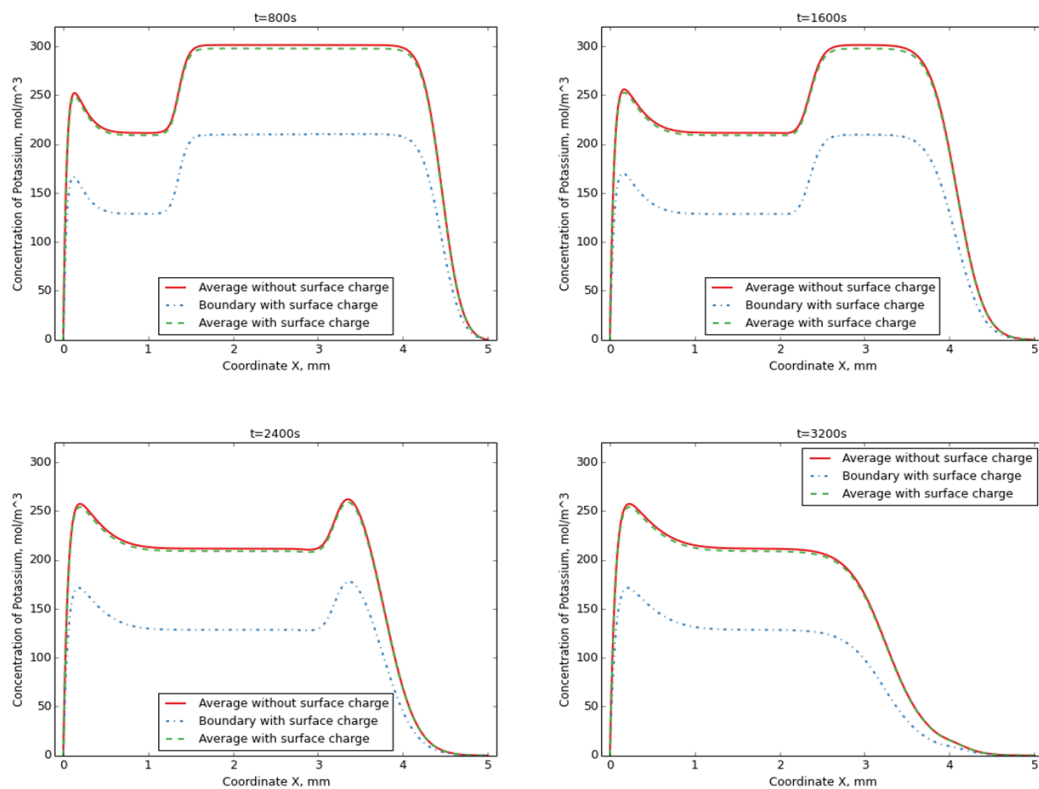 t=800s
Concentration of Potassium, mol/m^3
300
250
200
150
100
50
0
Average without surface charge
Boundary with surface charge
Average with surface charge
0 1 2 3 4 5
Coordinate X, mm
t=1600s
Concentration of Potassium, mol/m^3
300
250
200
150
100
50
0
Average without surface charge
Boundary with surface charge
Average with surface charge
0 1 2 3 4 5
Coordinate X, mm
t=2400s
Concentration of Potassium, mol/m^3
300
250
200
150
100
50
0
Average without surface charge
Boundary with surface charge
Average with surface charge
0 1 2 3 4 5
Coordinate X, mm
t=3200s
Concentration of Potassium, mol/m^3
300
250
200
150
100
50
0
Average without surface charge
Boundary with surface charge
Average with surface charge
0 1 2 3 4 5
Coordinate X, mm